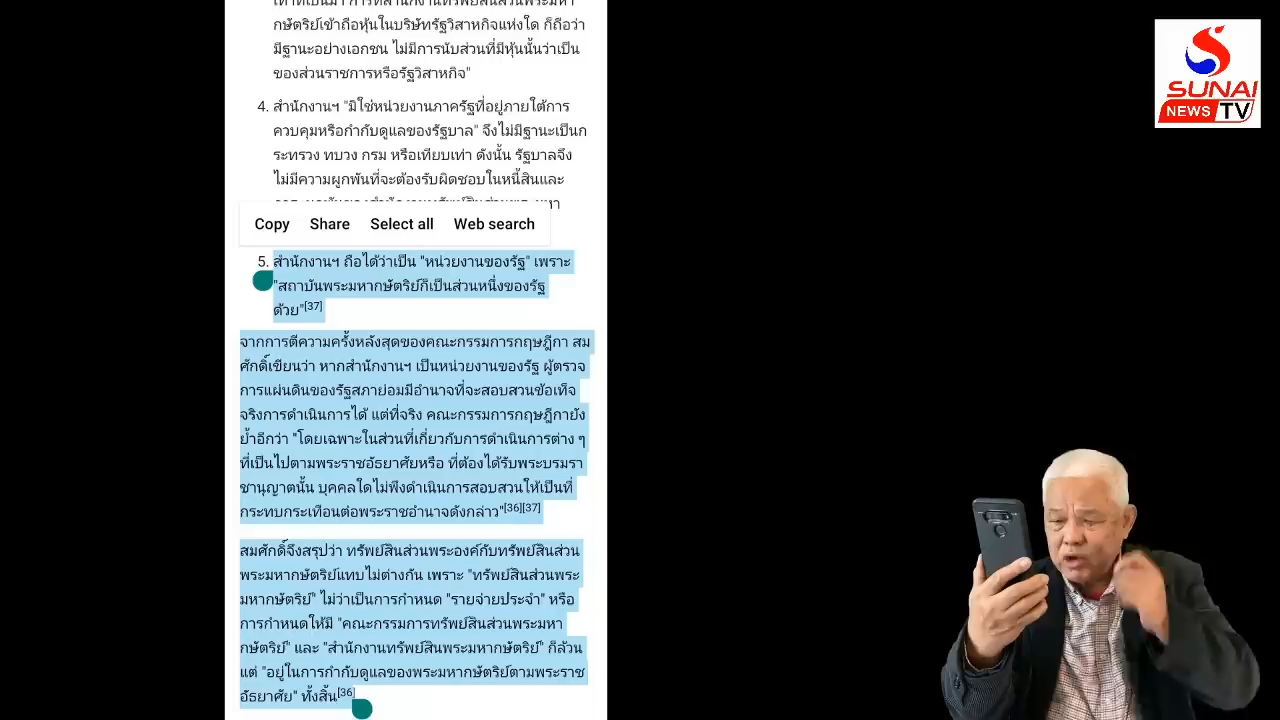 กษัตริย์เข้าถือหุ้นในบริษัทรัฐวิสาหกิจแห่งใด ก็ถือว่า
มีฐานะอย่างเอกชน ไม่มีการนับส่วนที่มีหุ้นนั้นว่าเป็น
ของส่วนราชการหรือรัฐวิสาหกิจ"
4. สำนักงานฯ "มิใช่หน่วยงานภาครัฐที่อยู่ภายใต้การ
ควบคุมหรือกำกับดูแลของรัฐบาล" จึงไม่มีฐานะเป็นก
ระทรวง ทบวง กรม หรือเทียบเท่า ดังนั้น รัฐบาลจึง
ไม่มีความผูกพันที่จะต้องรับผิดชอบในหนี้สินและ
Copy Share Select all Web search
5. สำนักงานฯ ถือได้ว่าเป็น "หน่วยงานของรัฐ" เพราะ
"สถาบันพระมหากษัตริย์ก็เป็นส่วนหนึ่งของรัฐ
ด้วย"[37]
จากการตีความครั้งหลังสุดของคณะกรรมการกฤษฎีกา สม
ศักดิ์เขียนว่า หากสำนักงานฯ เป็นหน่วยงานของรัฐ ผู้ตรวจ
การแผ่นดินของรัฐสภาย่อมมีอำนาจที่จะสอบสวนข้อเท็จ
จริงการดำเนินการได้ แต่ที่จริง คณะกรรมการกฤษฎีกายัง
ย้ำอีกว่า "โดยเฉพาะในส่วนที่เกี่ยวกับการดำเนินการต่าง ๆ
ที่เป็นไปตามพระราชอัธยาศัยหรือ ที่ต้องได้รับพระบรมรา
ชานุญาตนั้น บุคคลใดไม่พึงดำเนินการสอบสวนให้เป็นที่
กระทบกระเทือนต่อพระราชอำนาจดังกล่าว"[36][37]
สมศักดิ์จึงสรุปว่า ทรัพย์สินส่วนพระองค์กับทรัพย์สินส่วน
พระมหากษัตริย์แทบไม่ต่างกัน เพราะ "ทรัพย์สินส่วนพระ
มหากษัตริย์" ไม่ว่าเป็นการกำหนด "รายจ่ายประจำ" หรือ
การกำหนดให้มี "คณะกรรมการทรัพย์สินส่วนพระมหา
กษัตริย์" และ "สำนักงานทรัพย์สินพระมหากษัตริย์" ก็ล้วน
แต่ "อยู่ในการกำกับดูแลของพระมหากษัตริย์ตามพระราช
อัธยาศัย" ทั้งสิ้น[36]
SUNAI
NEWS TV